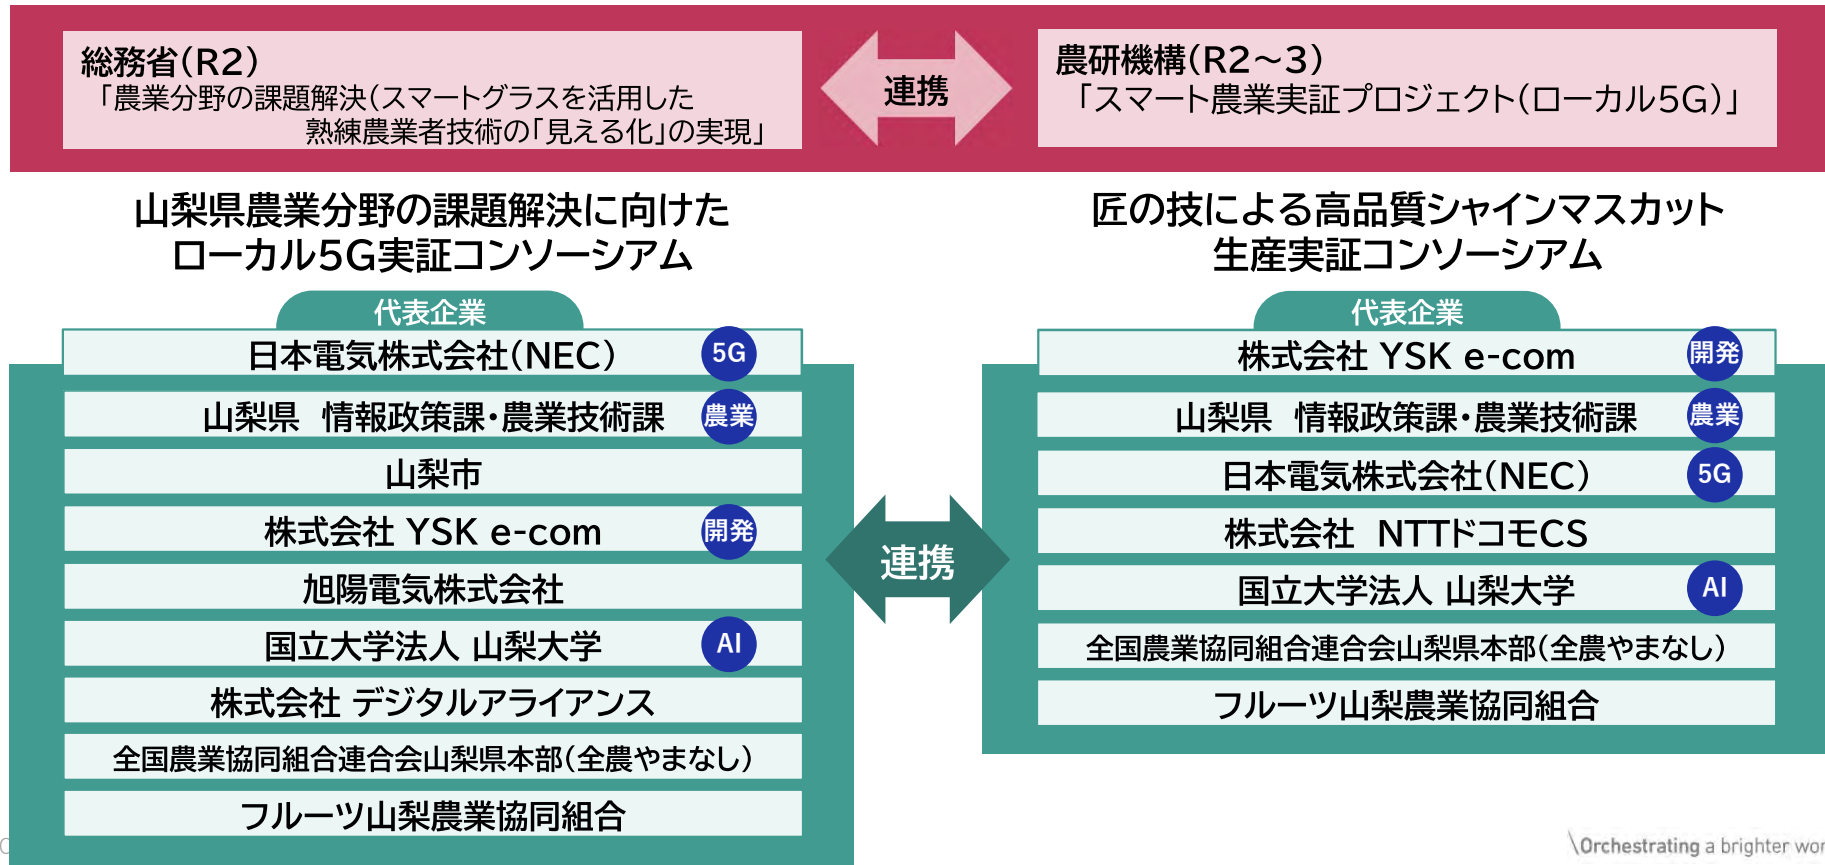 総務省(R2)
「農業分野の課題解決(スマートグラスを活用した
熟練農業者技術の「見える化」の実現」
連携
農研機構(R2～3)
「スマート農業実証プロジェクト(ローカル5G)」
山梨県農業分野の課題解決に向けた
ローカル5G実証コンソーシアム
代表企業
日本電気株式会社(NEC) 5G
山梨県　情報政策課・農業技術課 農業
山梨市
株式会社 YSK e-com 開発
旭陽電気株式会社
国立大学法人 山梨大学 AI
株式会社 デジタルアライアンス
全国農業協同組合連合会山梨県本部(全農やまなし)
フルーツ山梨農業協同組合
連携
匠の技による高品質シャインマスカット
生産実証コンソーシアム
代表企業
株式会社 YSK e-com 開発
山梨県　情報政策課・農業技術課 農業
日本電気株式会社(NEC) 5G
株式会社　NTTドコモCS
国立大学法人 山梨大学 AI
全国農業協同組合連合会山梨県本部(全農やまなし)
フルーツ山梨農業協同組合
\Orchestrating a brighter wor